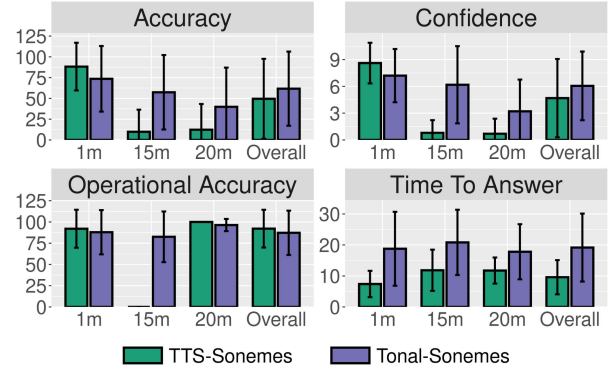 Accuracy
Confidence
125
100
75
50
25
0
9
6
3
0
1m 15m 20m Overall
1m 15m 20m Overall
Operational Accuracy
Time To Answer
125
100
75
50
25
0
30
20
10
0
1m 15m 20m Overall
1m 15m 20m Overall
TTS-Sonemes Tonal-Sonemes